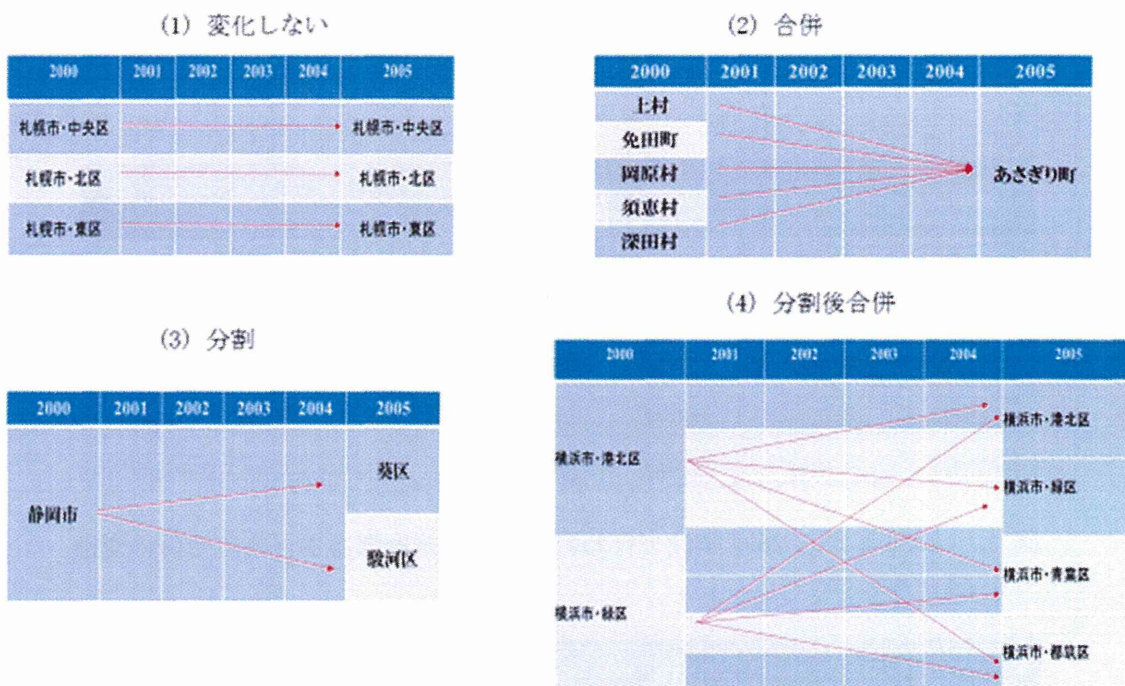 (1) 変化しない
2000 2001 2002 2003 2004 2005
札幌市・中央区 札幌市・中央区
札幌市・北区 札幌市・北区
札幌市・東区 札幌市・東区
(2) 合併
2000 2001 2002 2003 2004 2005
上村
免田町
岡原村 あさぎり町
須恵村
深田村
(3) 分割
2000 2001 2002 2003 2004 2005
葵区
静岡市
駿河区
(4) 分割後合併
2000 2001 2002 2003 2004 2005
横浜市・港北区
横浜市・港北区
横浜市・緑区
横浜市・青葉区
横浜市・緑区
横浜市・都筑区